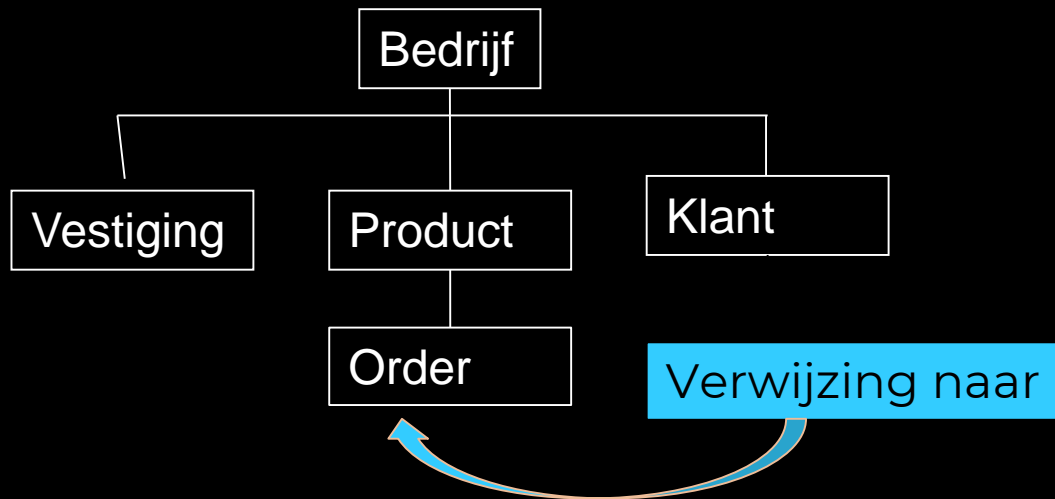 Bedrijf
Vestiging
Product
Klant
Order
Verwijzing naar